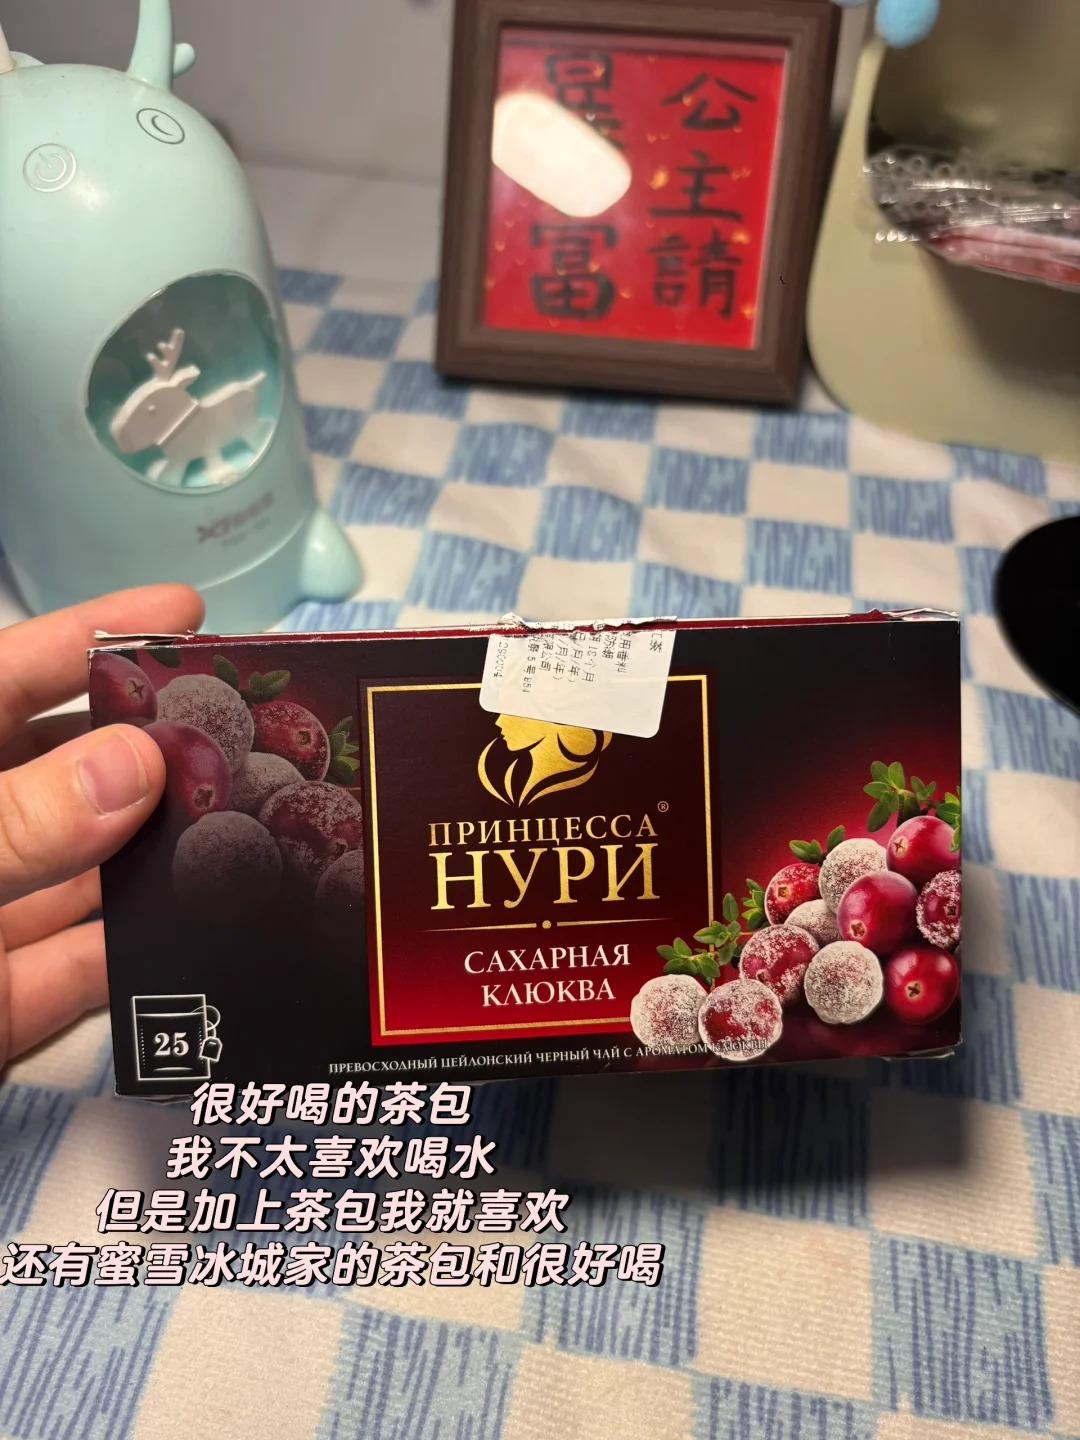 公主請
富
ПРИНЦЕССА®
НУРИ
САХАРНАЯ
КЛЮКВА
25
ПРЕВОСХОДНЫЙ ЦЕЙЛОНСКИЙ ЧЕРНЫЙ ЧАЙ С АРОМАТОМ КЛЮКВЫ
很好喝的茶包
我不太喜欢喝水
但是加上茶包我就喜欢
还有蜜雪冰城家的茶包和很好喝